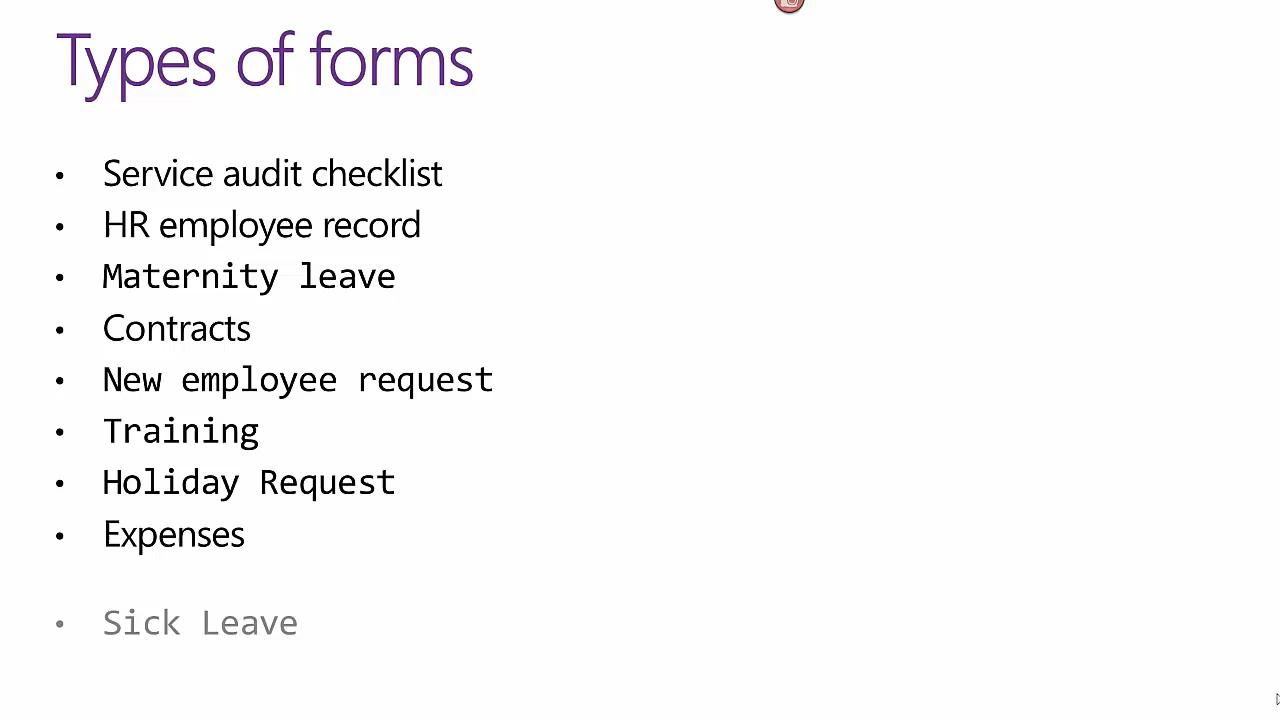 Types of forms
• Service audit checklist
• HR employee record
• Maternity leave
• Contracts
• New employee request
• Training
• Holiday Request
• Expenses
• Sick Leave